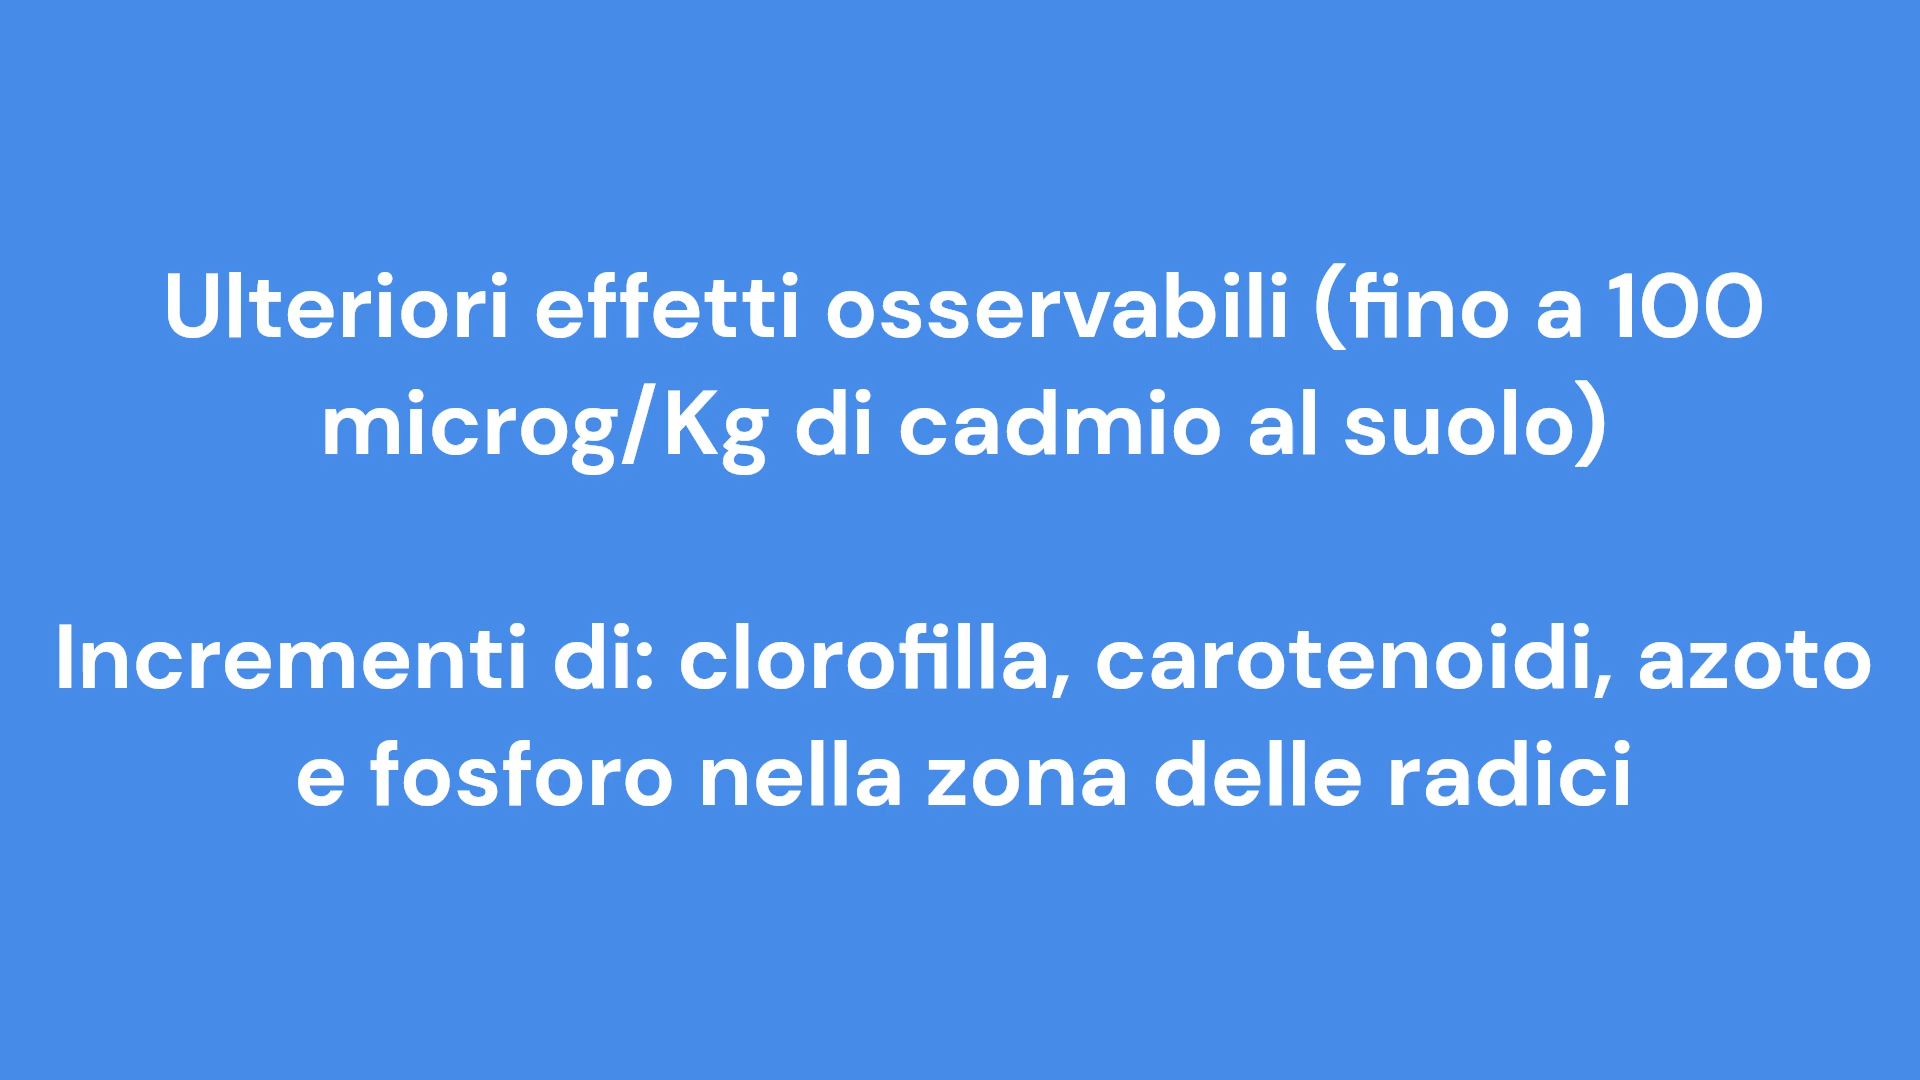 Ulteriori effetti osservabili (fino a 100
microg/Kg di cadmio al suolo)
Incrementi di: clorofilla, carotenoidi, azoto
e fosforo nella zona delle radici